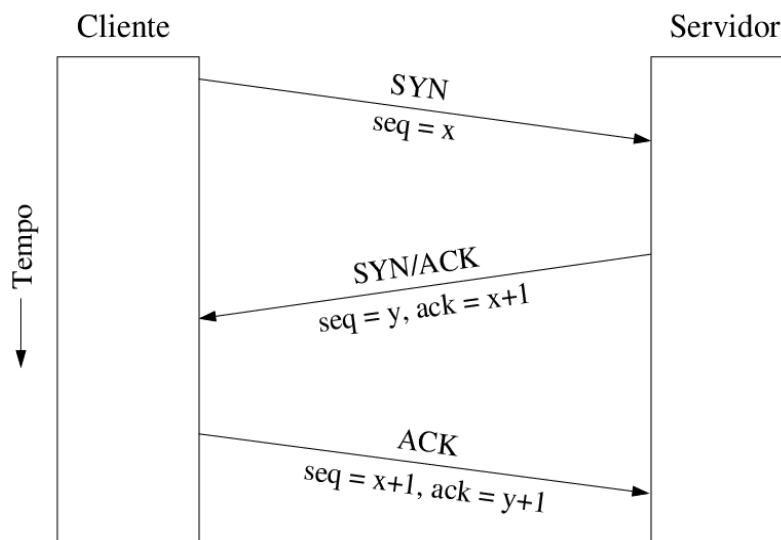 Cliente
Servidor
SYN
seq = x
Tempo
SYN/ACK
seq = y, ack = x+1
ACK
seq = x+1, ack = y+1